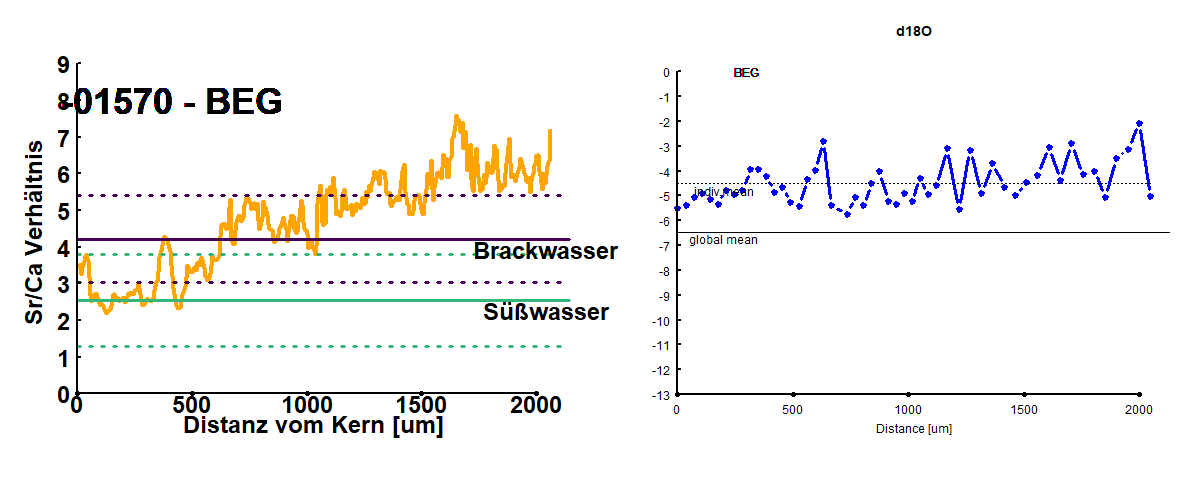 d18O
-01570 - BEG
Sr/Ca Verhältnis
9
8
7
6
5
4
3
2
1
0
Brackwasser
Süßwasser
0 500 1000 1500 2000
Distanz vom Kern [um]
BEG
0
-1
-2
-3
-4
-5
-6
-7
-8
-9
-10
-11
-12
-13
indiv. mean
global mean
0 500 1000 1500 2000
Distance [um]